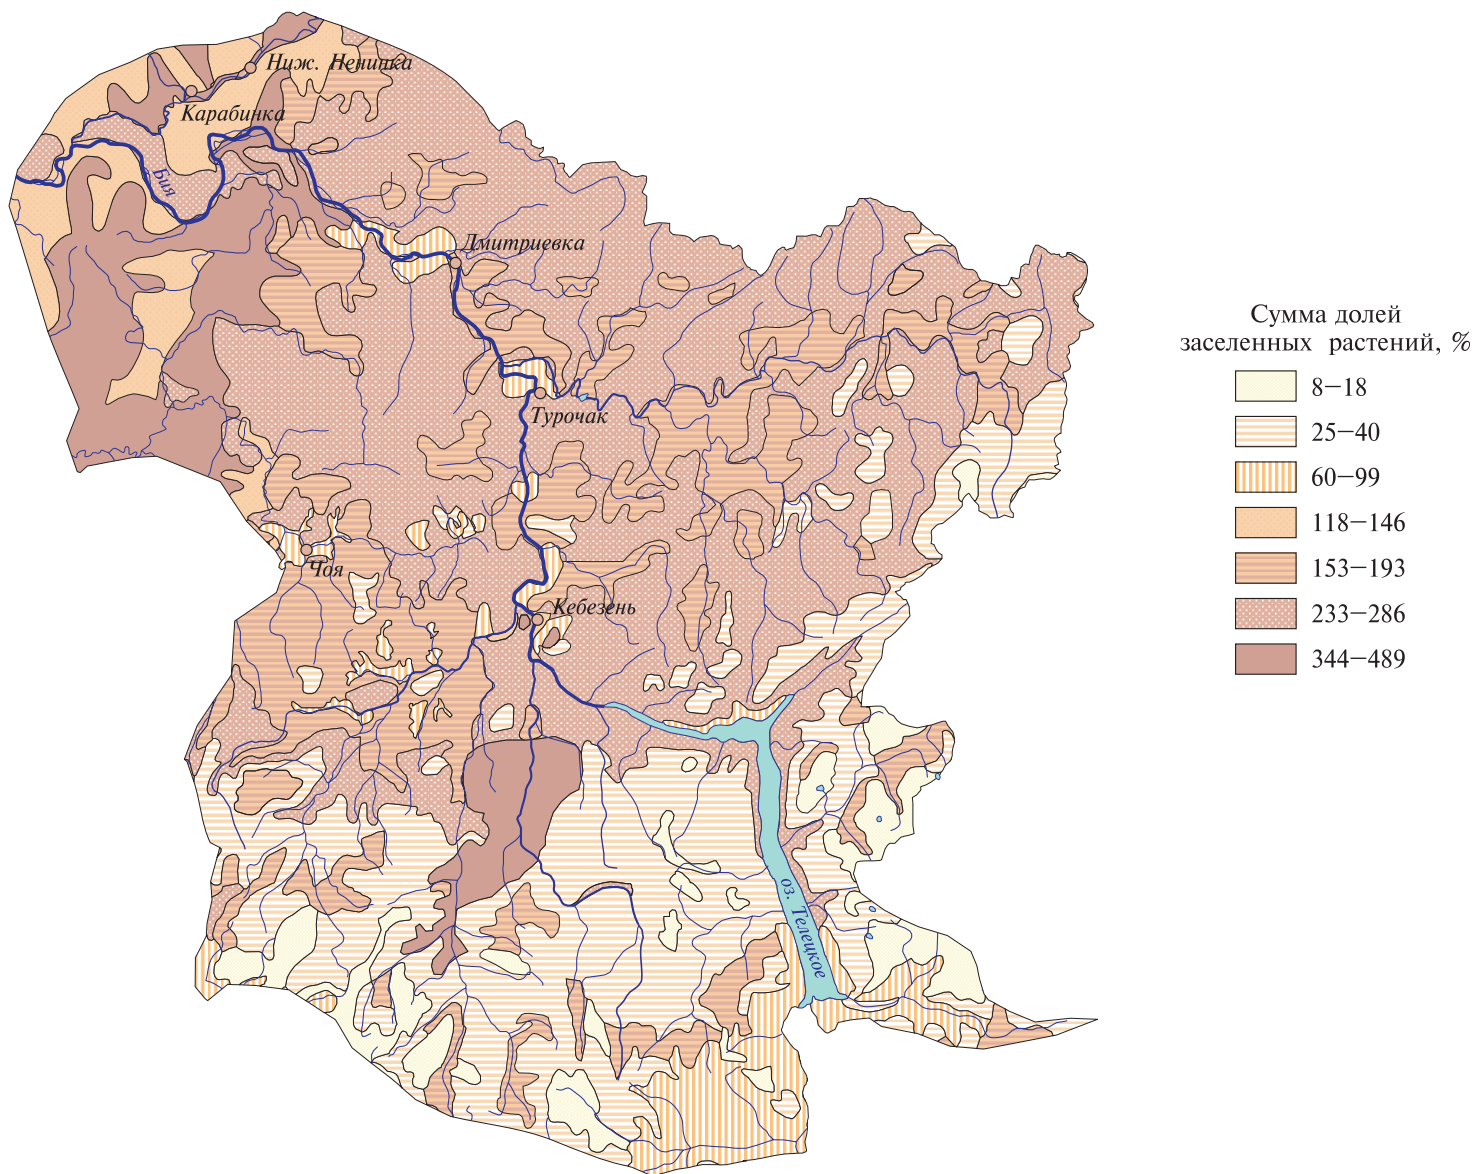 Ниж. Ненинка
Карабинка
Бия
Дмитриевка
Турочак
Чоя
Кебезень
оз. Телецкое
Сумма долей
заселенных растений, %
8–18
25–40
60–99
118–146
153–193
233–286
344–489